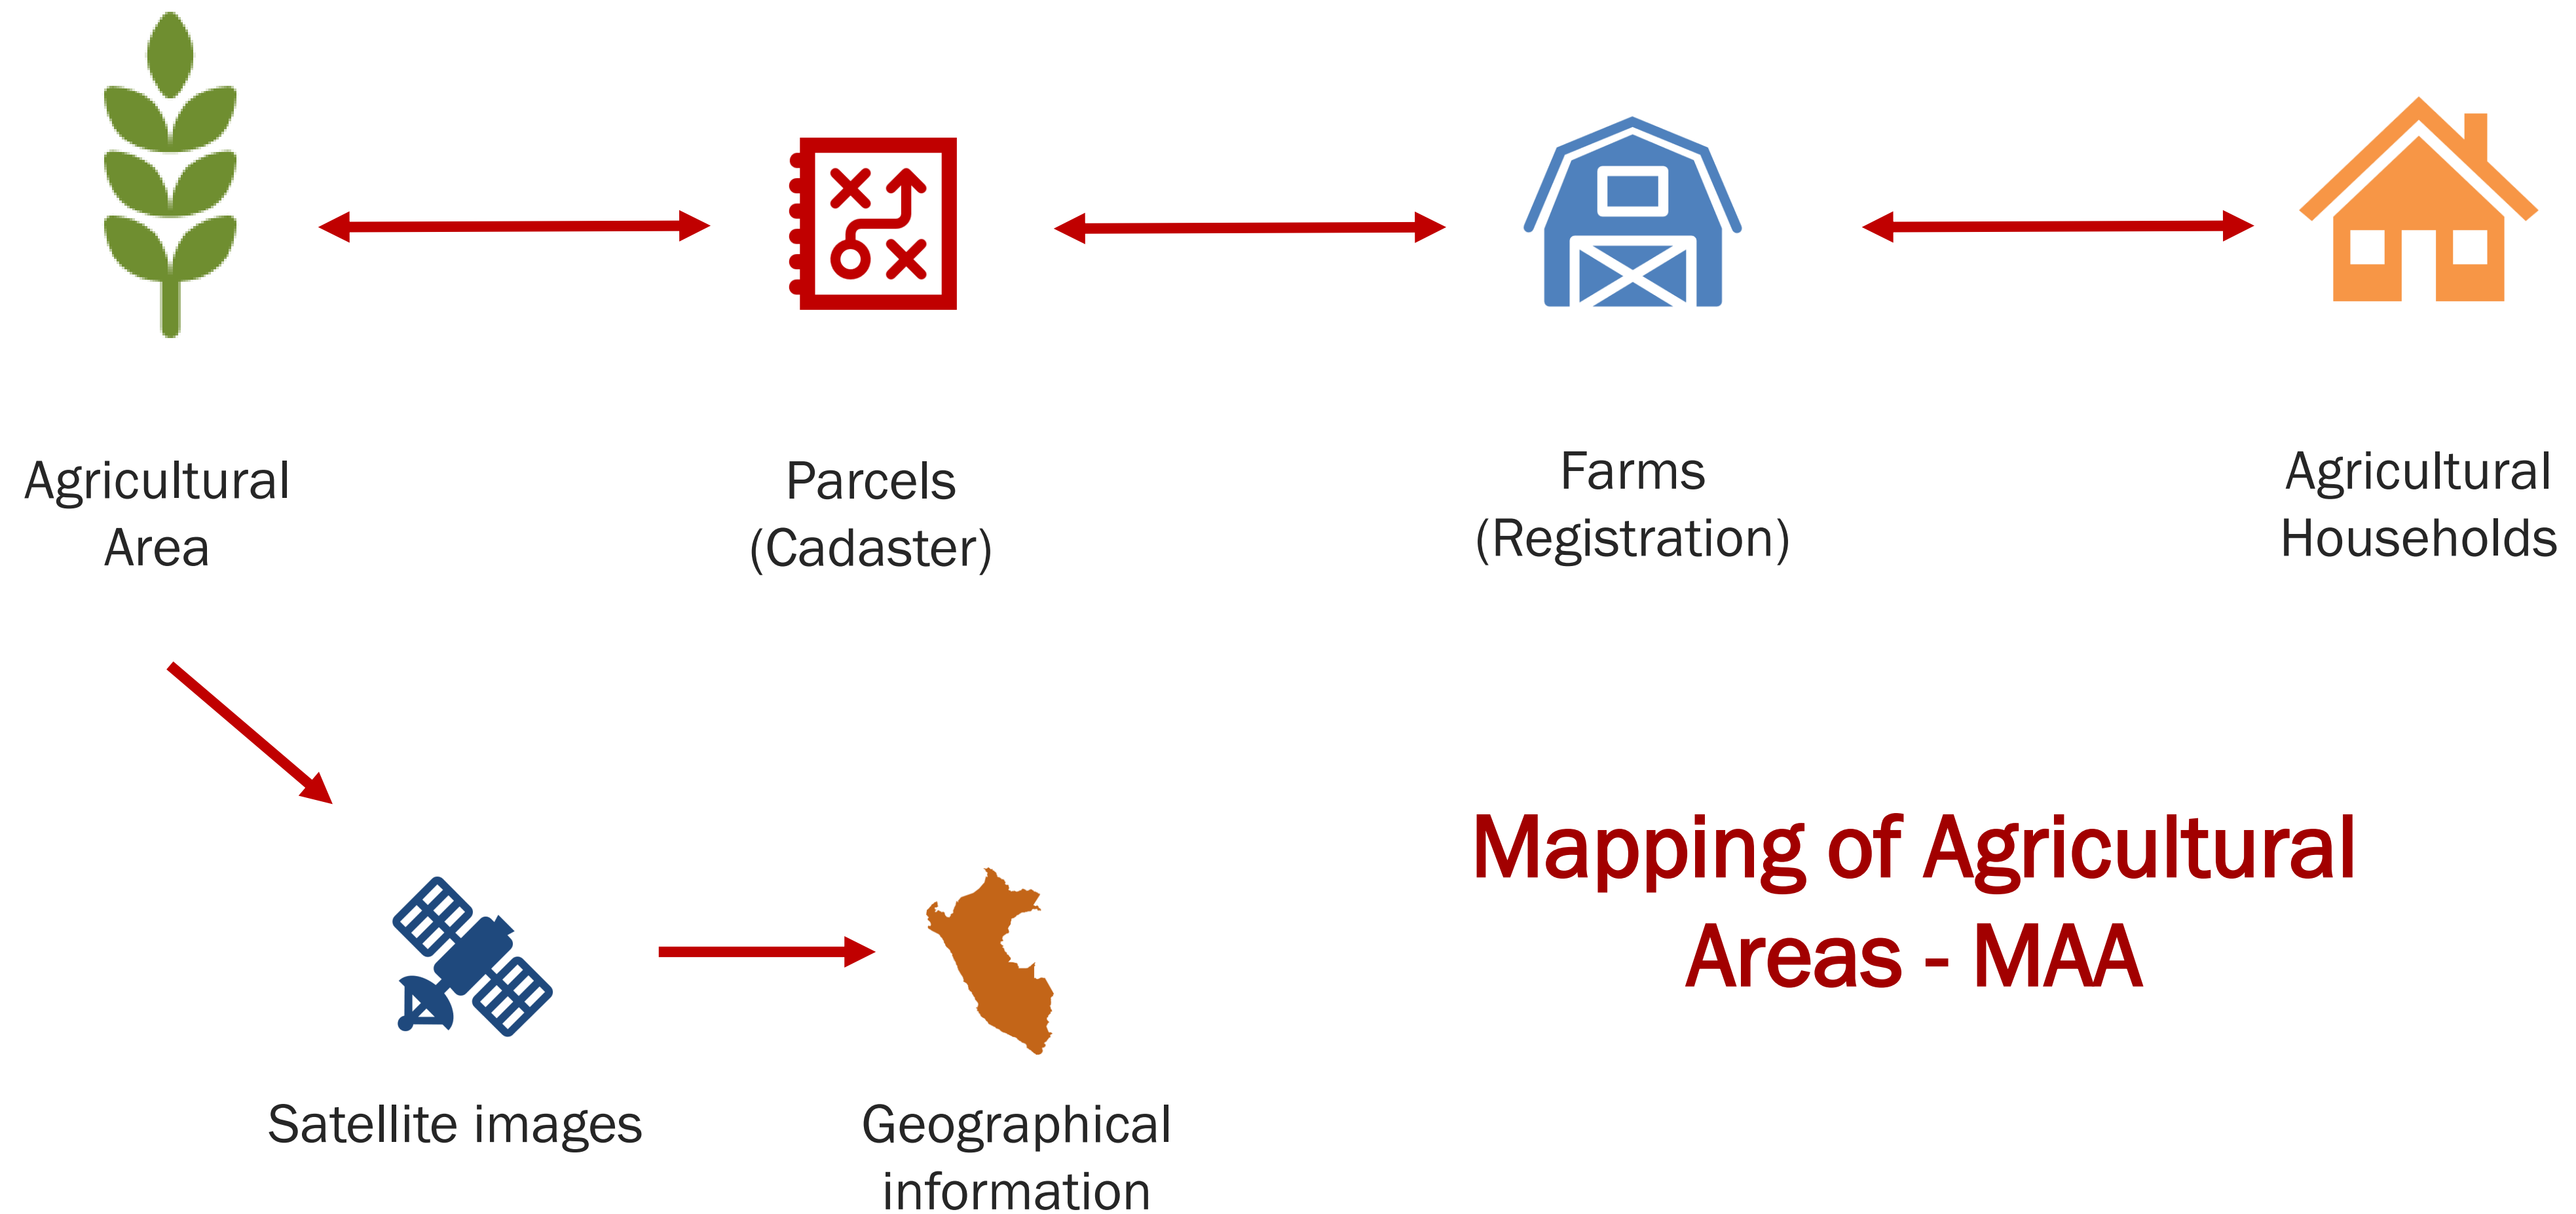 Agricultural
Area
Parcels
(Cadaster)
Farms
(Registration)
Agricultural
Households
Mapping of Agricultural
Areas - MAA
Satellite images
Geographical
information